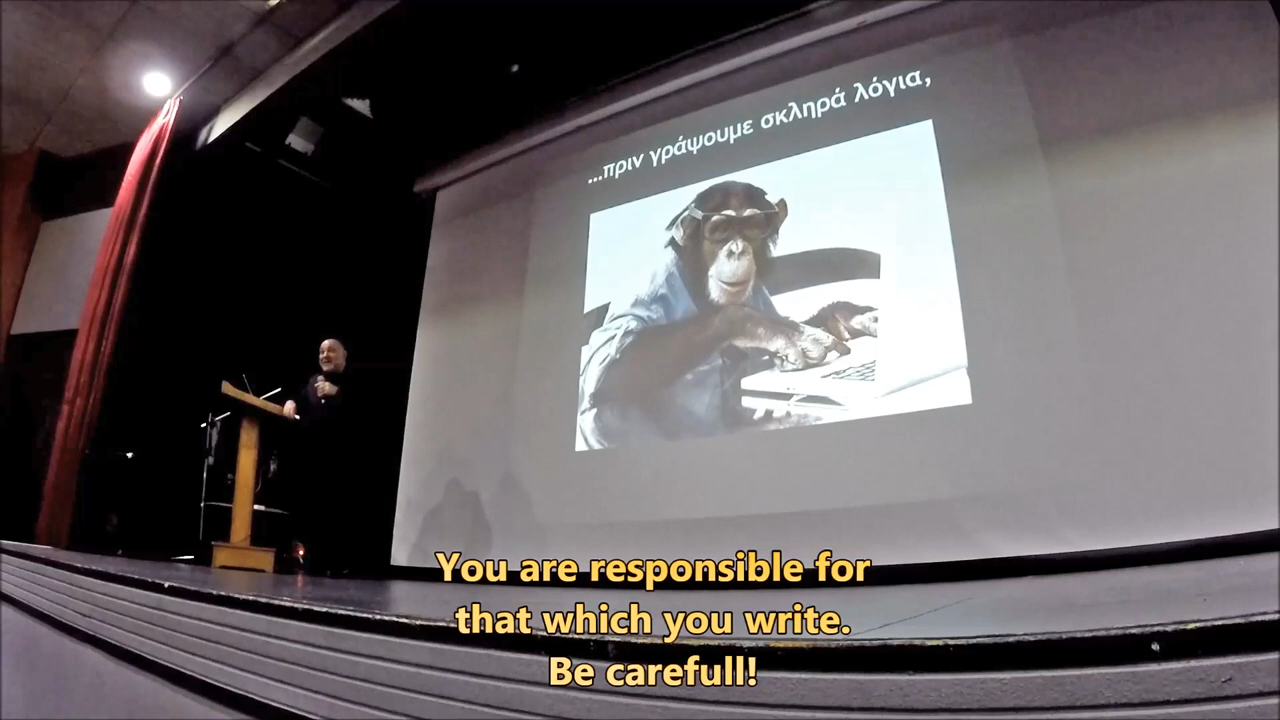 ...πριν γράψουμε σκληρά λόγια,
You are responsible for
that which you write.
Be carefull!